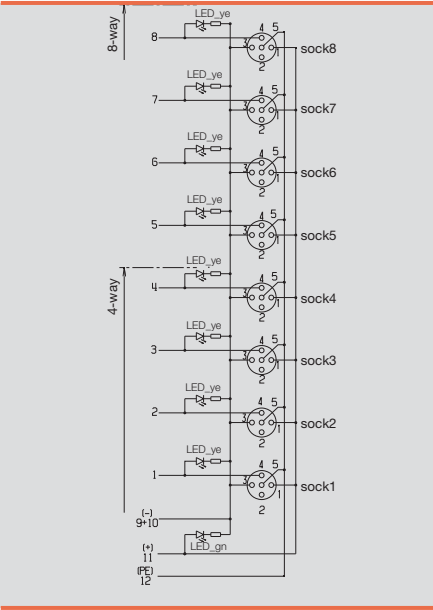 LED_ye
8-way
8
4 5
3 1
2
sock8
LED_ye
7
4 5
3 1
2
sock7
LED_ye
6
4 5
3 1
2
sock6
LED_ye
5
4 5
3 1
2
sock5
LED_ye
4-way
4
4 5
3 1
2
sock4
LED_ye
3
4 5
3 1
2
sock3
LED_ye
2
4 5
3 1
2
sock2
LED_ye
1
4 5
3 1
2
sock1
(-)
9+10
LED_gn
(+)
11
(PE)
12